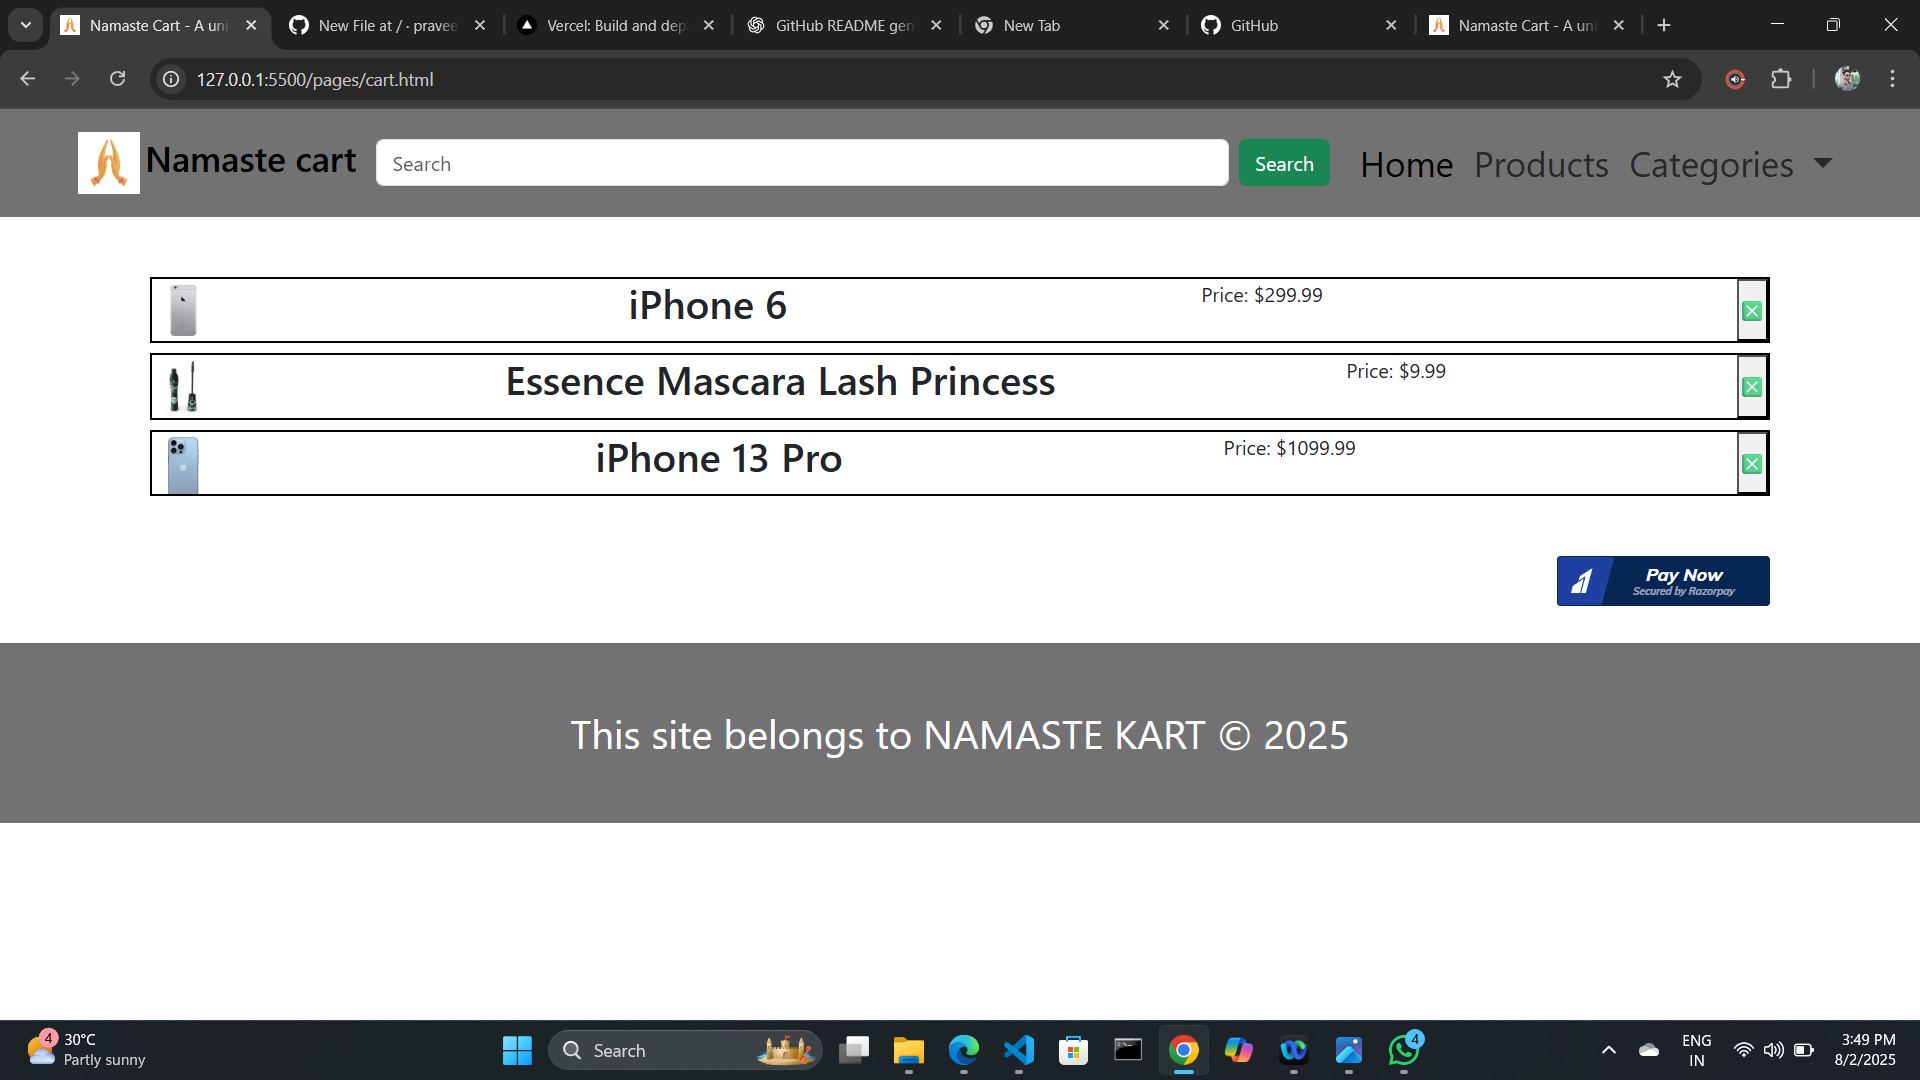 Namaste Cart - A uni
New File at / · pravee
Vercel: Build and dep
GitHub README gen
New Tab
GitHub
Namaste Cart - A uni
127.0.0.1:5500/pages/cart.html
Namaste cart
Search
Search
Home
Products
Categories
iPhone 6
Price: $299.99
Essence Mascara Lash Princess
Price: $9.99
iPhone 13 Pro
Price: $1099.99
Pay Now
Secured by Razorpay
This site belongs to NAMASTE KART © 2025
4
30°C
Partly sunny
Search
4
ENG
IN
3:49 PM
8/2/2025